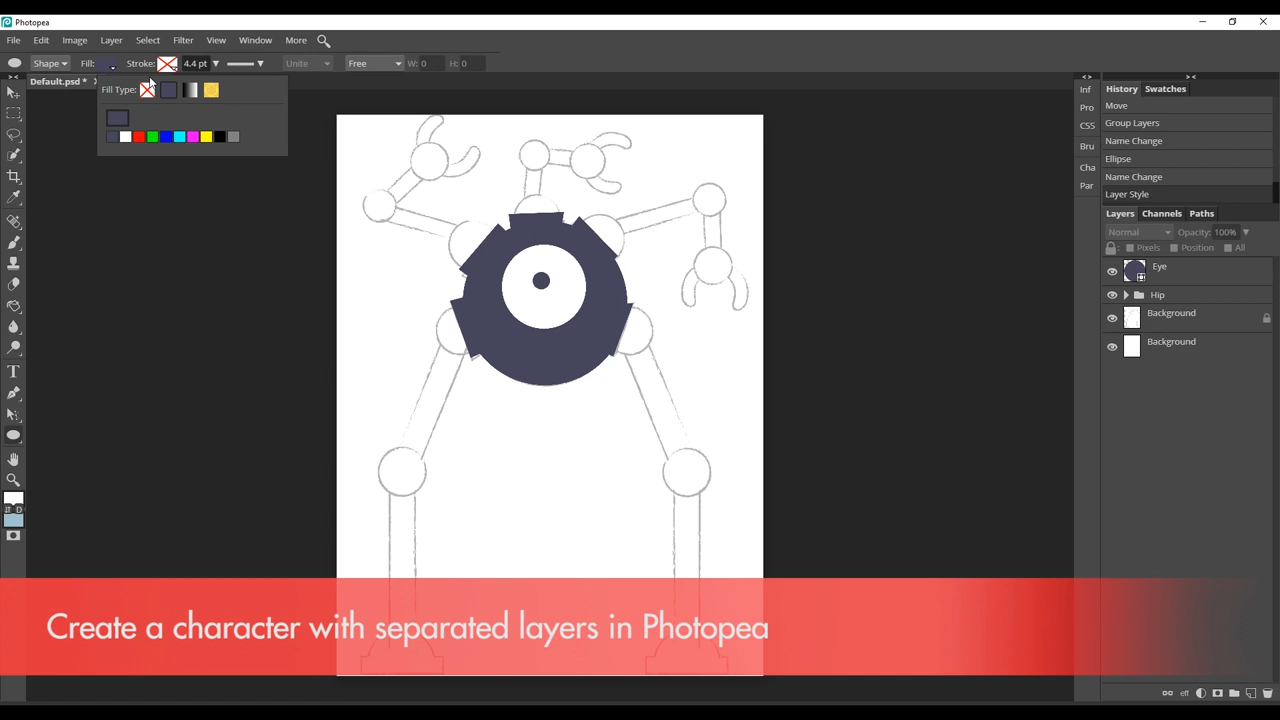 Photopea
File Edit Image Layer Select Filter View Window More
Shape Fill: Stroke: 4.4 pt Unite Free W: 0 H: 0
Default.psd *
Fill Type:
Inf
Pro
CSS
Bru
Cha
Par
History Swatches
Move
Group Layers
Name Change
Ellipse
Name Change
Layer Style
Layers Channels Paths
Normal Opacity: 100%
Pixels Position All
Eye
Hip
Background
Background
T
D
eff
Create a character with separated layers in Photopea